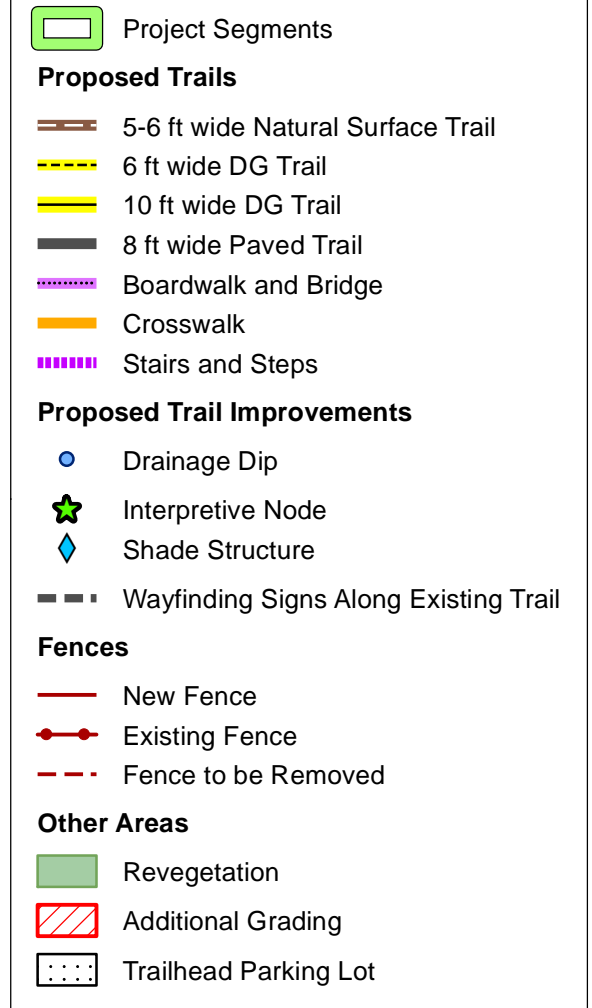 Project Segments
Proposed Trails
5-6 ft wide Natural Surface Trail
6 ft wide DG Trail
10 ft wide DG Trail
8 ft wide Paved Trail
Boardwalk and Bridge
Crosswalk
Stairs and Steps
Proposed Trail Improvements
Drainage Dip
Interpretive Node
Shade Structure
Wayfinding Signs Along Existing Trail
Fences
New Fence
Existing Fence
Fence to be Removed
Other Areas
Revegetation
Additional Grading
Trailhead Parking Lot